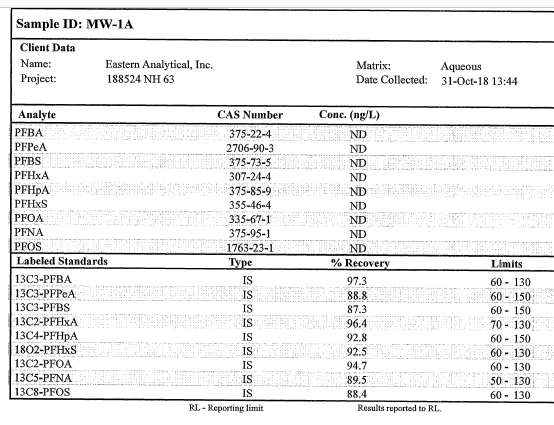 Sample ID: MW-1A
Client Data
Name: Eastern Analytical, Inc. Matrix: Aqueous
Project: 188524 NH 63 Date Collected: 31-Oct-18 13:44
Analyte CAS Number Conc. (ng/L)
PFBA 375-22-4 ND
PFPeA 2706-90-3 ND
PFBS 375-73-5 ND
PFHxA 307-24-4 ND
PFHpA 375-85-9 ND
PFHxS 355-46-4 ND
PFOA 335-67-1 ND
PFNA 375-95-1 ND
PFOS 1763-23-1 ND
Labeled Standards Type % Recovery Limits
13C3-PFBA IS 97.3 60 - 130
13C3-PFPeA IS 88.8 60 - 150
13C3-PFBS IS 87.3 60 - 150
13C2-PFHxA IS 96.4 70 - 130
13C4-PFHpA IS 92.8 60 - 150
18O2-PFHxS IS 92.5 60 - 130
13C2-PFOA IS 94.7 60 - 130
13C5-PFNA IS 89.5 50 - 130
13C8-PFOS IS 88.4 60 - 130
RL - Reporting limit Results reported to RL.